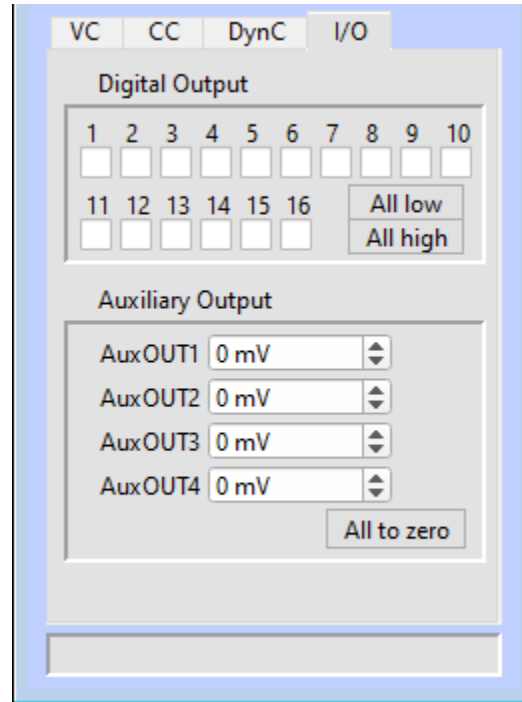 VC CC DynC I/O
Digital Output
1 2 3 4 5 6 7 8 9 10
11 12 13 14 15 16 All low
All high
Auxiliary Output
AuxOUT1 0 mV
AuxOUT2 0 mV
AuxOUT3 0 mV
AuxOUT4 0 mV
All to zero